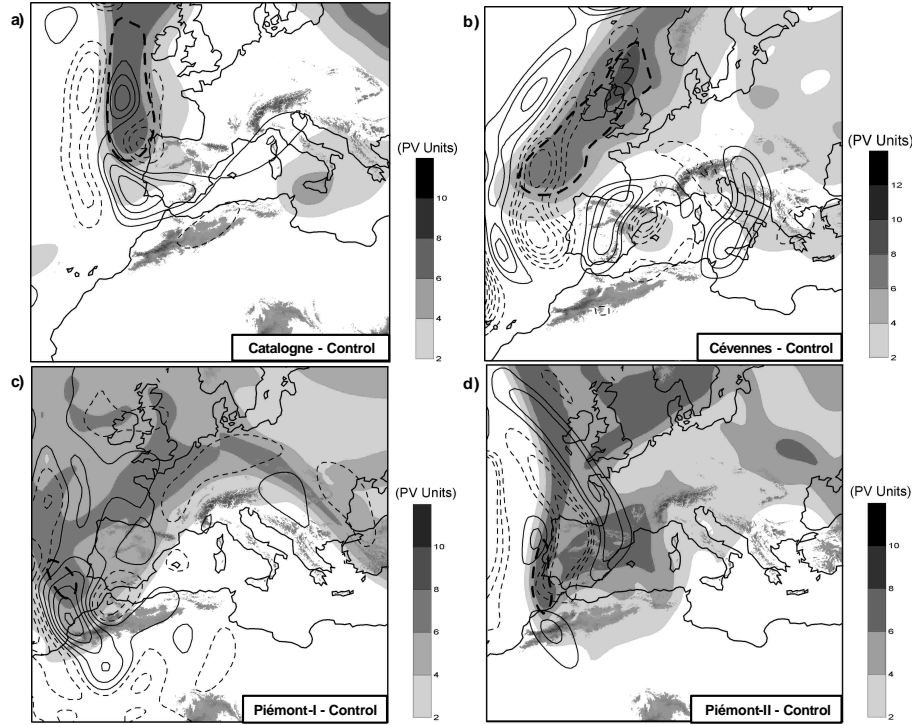 a)
(PV Units)
10
8
6
4
2
Catalogne - Control
b)
(PV Units)
12
10
8
6
4
2
Cévennes - Control
c)
(PV Units)
10
8
6
4
2
Piémont-I - Control
d)
(PV Units)
10
8
6
4
2
Piémont-II - Control